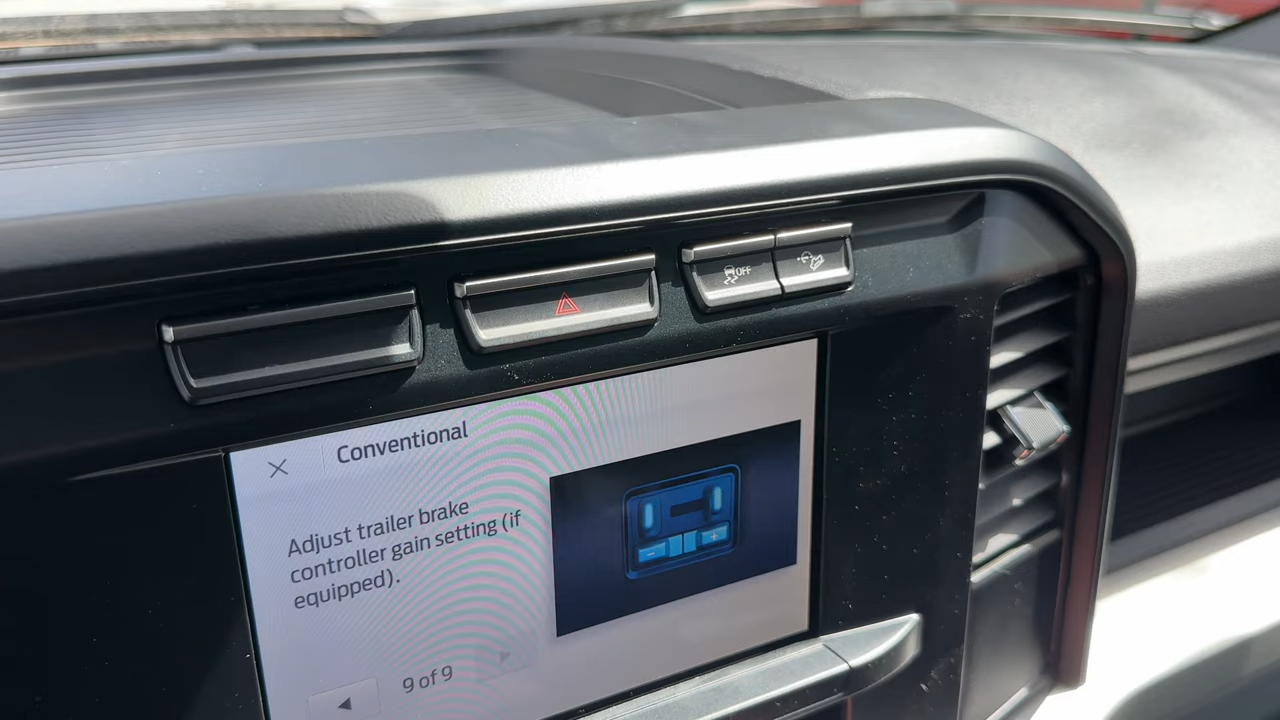 OFF
Conventional
Adjust trailer brake
controller gain setting (if
equipped).
9 of 9